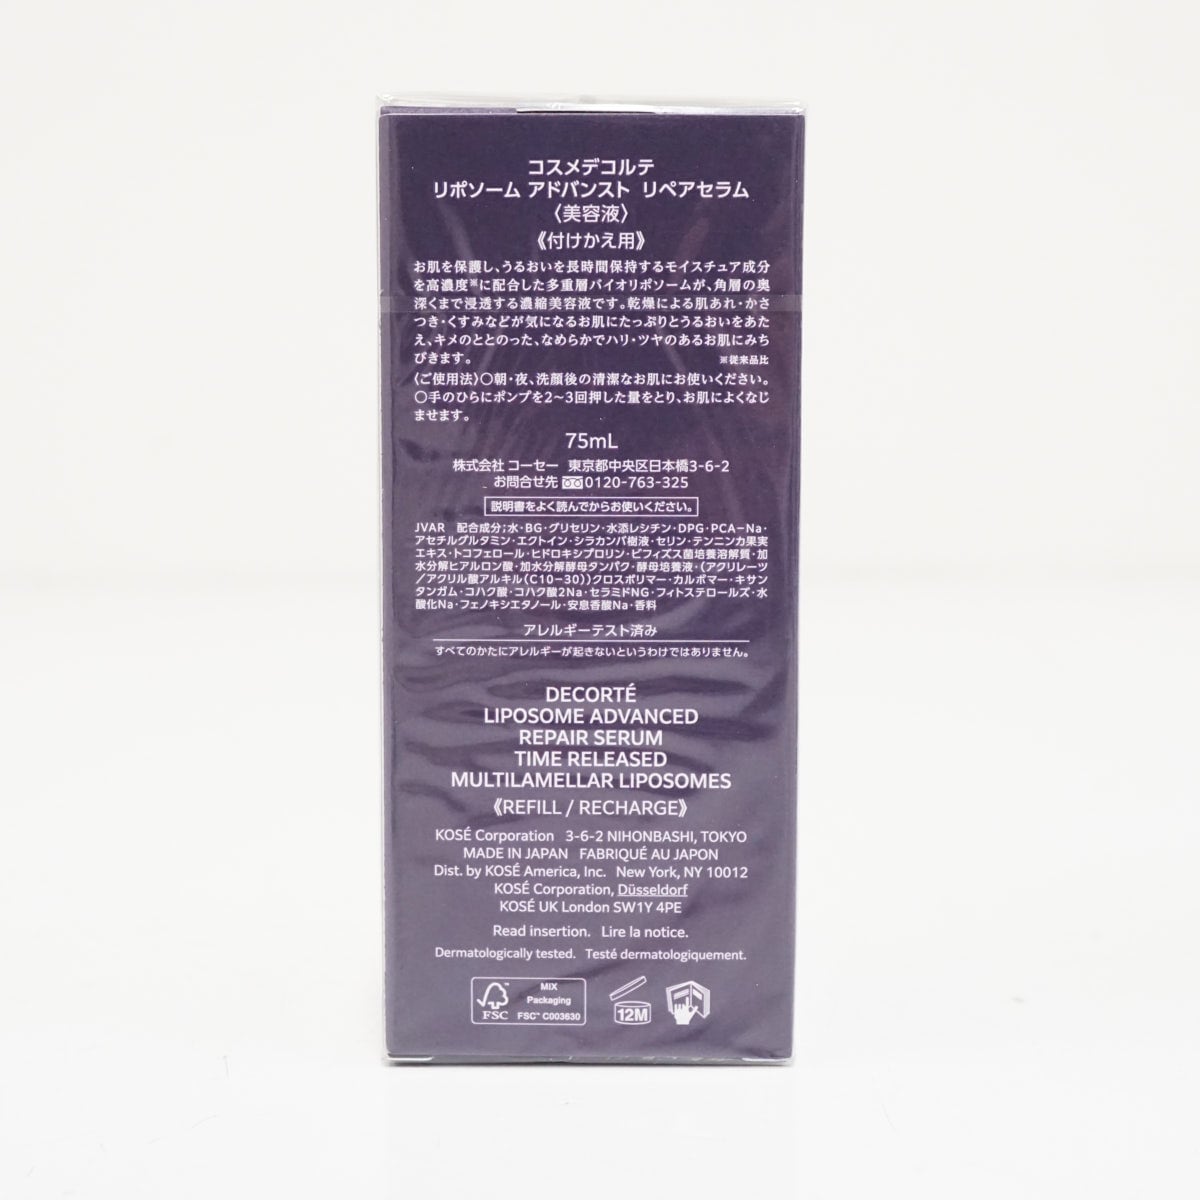 コスメデコルテ
リポソーム アドバンスト リペアセラム
〈美容液〉
《付けかえ用》
お肌を保護し、うるおいを長時間保持するモイスチュア成分
を高濃度※に配合した多重層バイオリポソームが、角層の奥
深くまで浸透する濃縮美容液です。乾燥による肌あれ・かさ
つき・くすみなどが気になるお肌にたっぷりとうるおいをあた
え、キメのととのった、なめらかでハリ・ツヤのあるお肌にみち
びきます。 ※従来品比
〈ご使用法〉○朝・夜、洗顔後の清潔なお肌にお使いください。
○手のひらにポンプを2~3回押した量をとり、お肌によくなじ
ませます。
75mL
株式会社 コーセー 東京都中央区日本橋3-6-2
お問合せ先 0120-763-325
説明書をよく読んでからお使いください。
JVAR 配合成分;水・BG・グリセリン・水添レシチン・DPG・PCA-Na・
アセチルグルタミン・エクトイン・シラカンバ樹液・セリン・テンニンカ果実
エキス・トコフェロール・ヒドロキシプロリン・ビフィズス菌培養溶解質・加
水分解ヒアルロン酸・加水分解酵母タンパク・酵母培養液・(アクリレーツ
/アクリル酸アルキル(C10-30))クロスポリマー・カルボマー・キサン
タンガム・コハク酸・コハク酸2Na・セラミドNG・フィトステロールズ・水
酸化Na・フェノキシエタノール・安息香酸Na・香料
アレルギーテスト済み
すべてのかたにアレルギーが起きないというわけではありません。
DECORTÉ
LIPOSOME ADVANCED
REPAIR SERUM
TIME RELEASED
MULTILAMELLAR LIPOSOMES
《REFILL / RECHARGE》
KOSÉ Corporation 3-6-2 NIHONBASHI, TOKYO
MADE IN JAPAN FABRIQUÉ AU JAPON
Dist. by KOSÉ America, Inc. New York, NY 10012
KOSÉ Corporation, Düsseldorf
KOSÉ UK London SW1Y 4PE
Read insertion. Lire la notice.
Dermatologically tested. Testé dermatologiquement.
MIX
Packaging
FSC™ C003630
FSC
12M